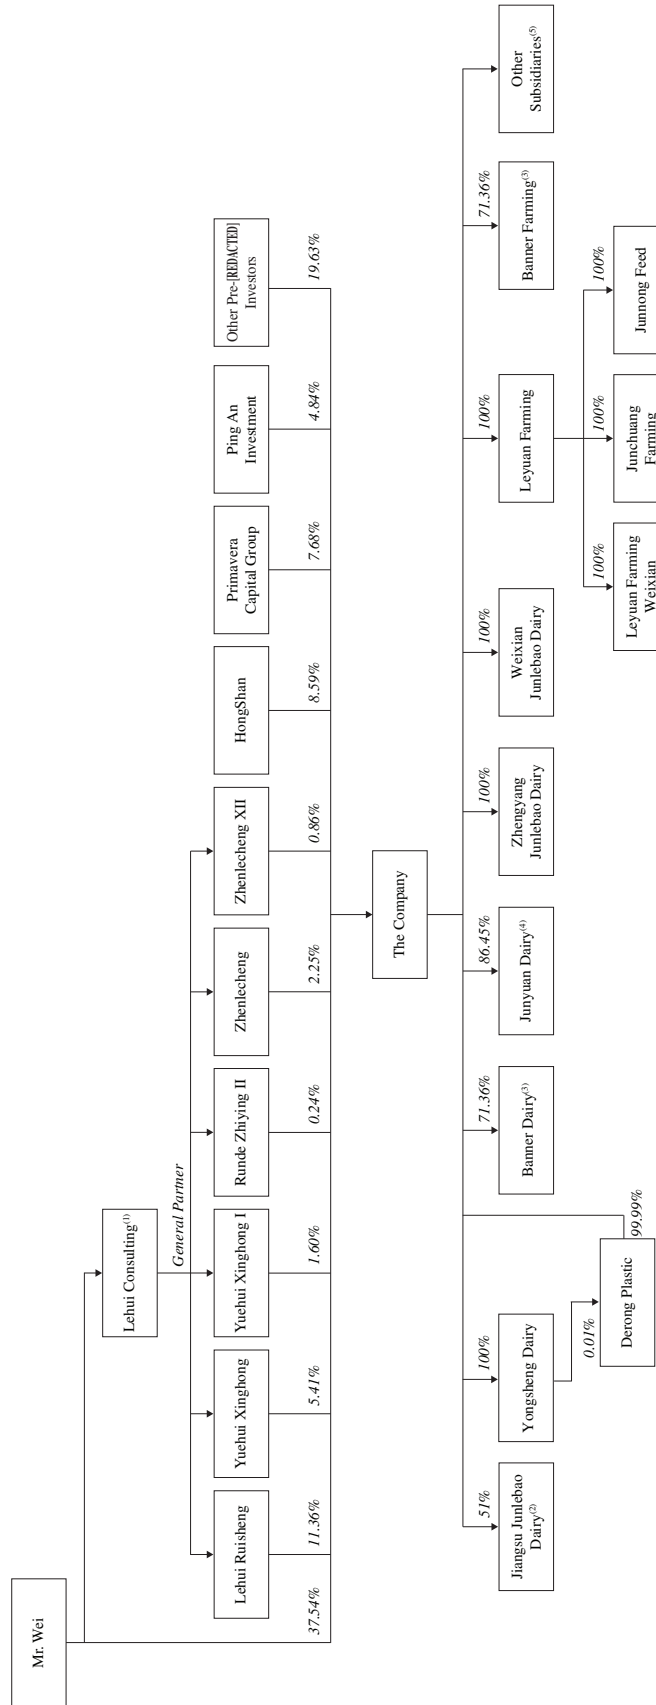 Mr. Wei
Lehui Consulting(1)
General Partner
Lehui Ruisheng
Yuehui Xinghong
Yuehui Xinghong I
Runde Zhiying II
Zhenlecheng
Zhenlecheng XII
HongShan
Primavera
Capital Group
Ping An
Investment
Other Pre-[REDACTED]
Investors
37.54%
11.36%
5.41%
1.60%
0.24%
2.25%
0.86%
8.59%
7.68%
4.84%
19.63%
The Company
51%
100%
71.36%
86.45%
100%
100%
100%
71.36%
Jiangsu Junlebao
Dairy(2)
Yongsheng Dairy
Banner Dairy(3)
Junyuan Dairy(4)
Zhengyang
Junlebao Dairy
Weixian
Junlebao Dairy
Leyuan Farming
Banner Farming(3)
Other
Subsidiaries(5)
0.01%
99.99%
Derong Plastic
100%
100%
100%
Leyuan Farming
Weixian
Junchuang
Farming
Junnong Feed